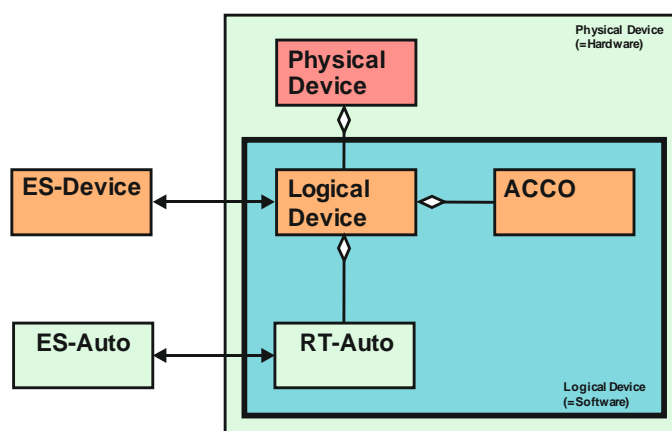 Physical Device
(=Hardware)
Physical
Device
ES-Device
Logical
Device
ACCO
ES-Auto
RT-Auto
Logical Device
(=Software)